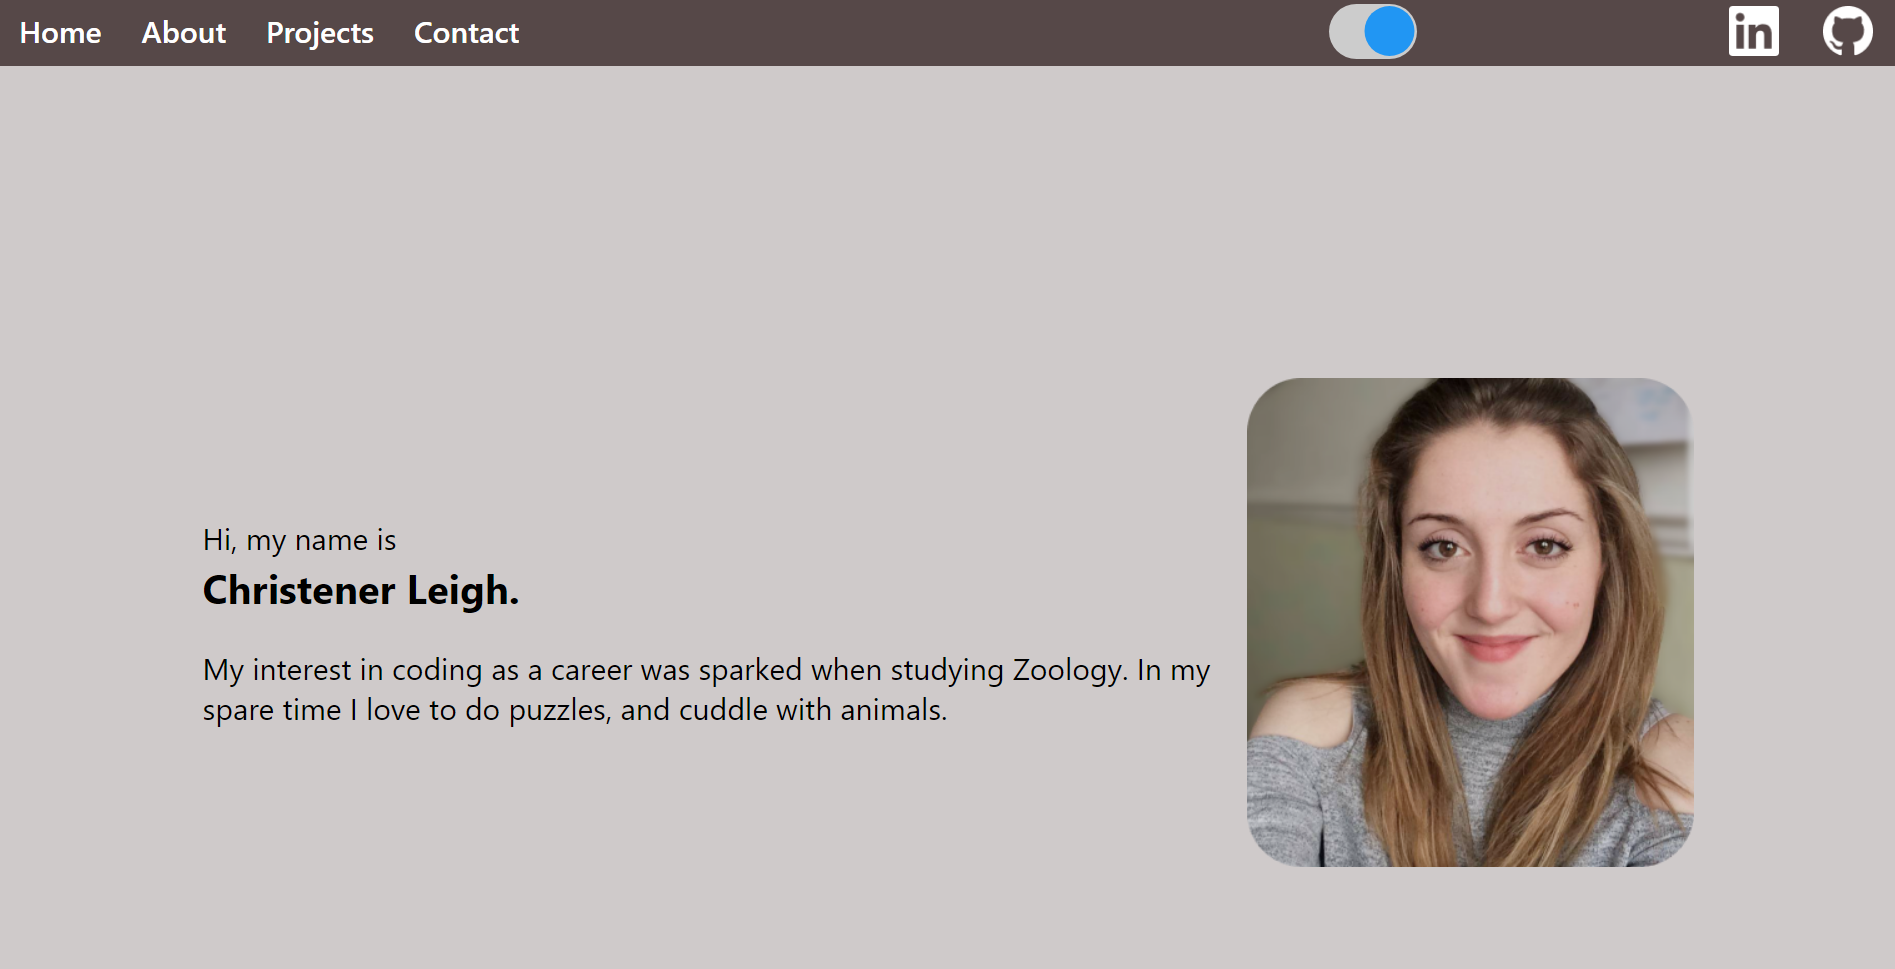 Home About Projects Contact in
Hi, my name is
Christener Leigh.
My interest in coding as a career was sparked when studying Zoology. In my
spare time I love to do puzzles, and cuddle with animals.